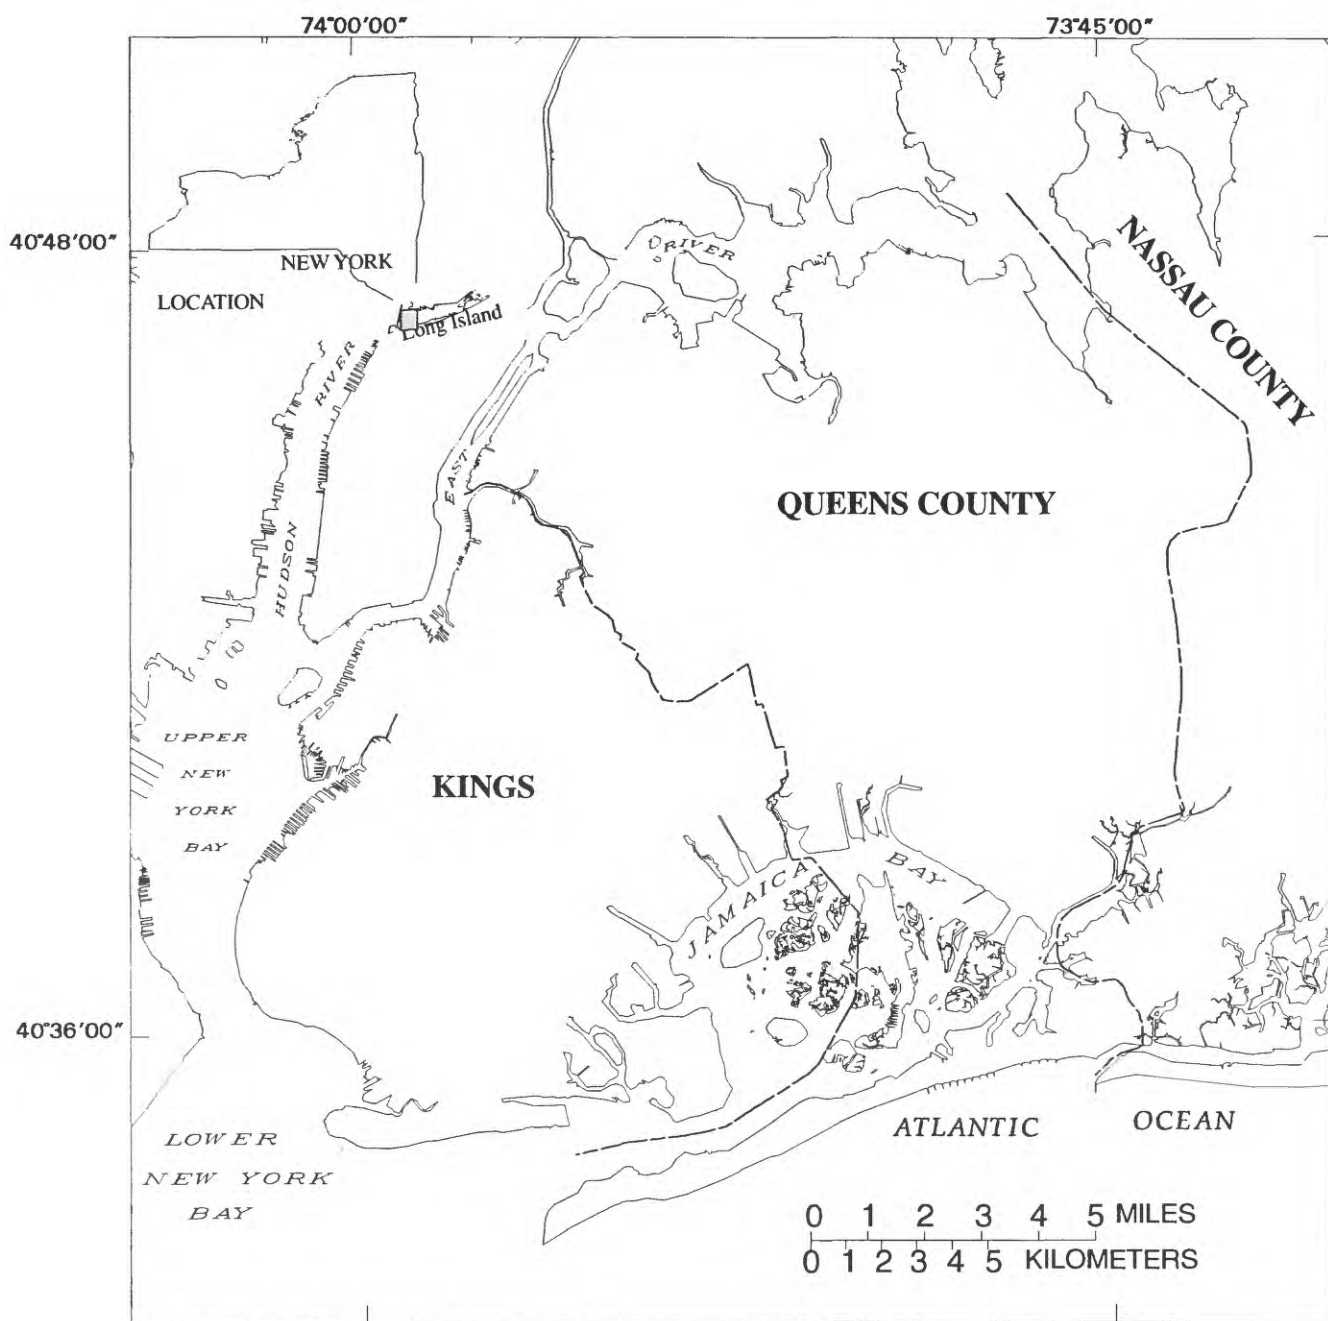 74°00'00"
73°45'00"
40°48'00"
NEW YORK
LOCATION
Long Island
RIVER
NASSAU COUNTY
HUDSON
RIVER
EAST
QUEENS COUNTY
UPPER
NEW
YORK
BAY
KINGS
JAMAICA
BAY
40°36'00"
LOWER
NEW YORK
BAY
ATLANTIC
OCEAN
0 1 2 3 4 5 MILES
0 1 2 3 4 5 KILOMETERS